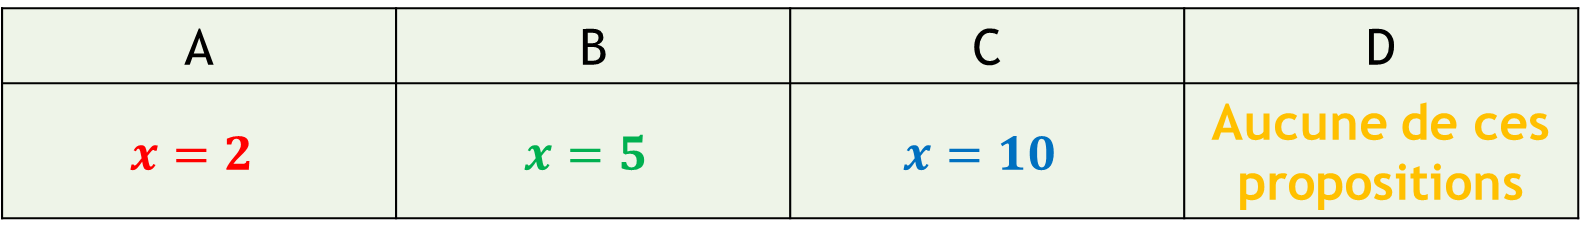 A B C D
x = 2 x = 5 x = 10 Aucune de ces
propositions